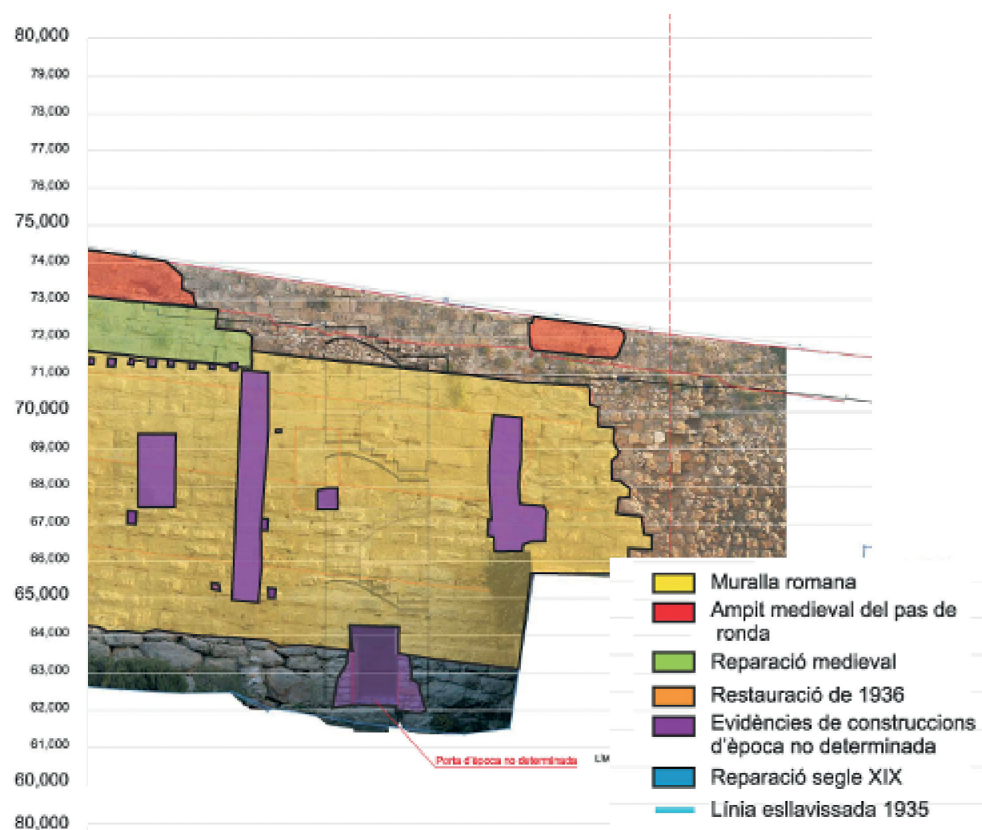 80,000
79,000
78,000
77,000
76,000
75,000
74,000
73,000
72,000
71,000
70,000
69,000
68,000
67,000
66,000
65,000
64,000
63,000
62,000
61,000
60,000
80,000
Porta d'època no determinada
LÍM
Muralla romana
Ampit medieval del pas de
ronda
Reparació medieval
Restauració de 1936
Evidències de construccions
d'època no determinada
Reparació segle XIX
Línia esllavissada 1935